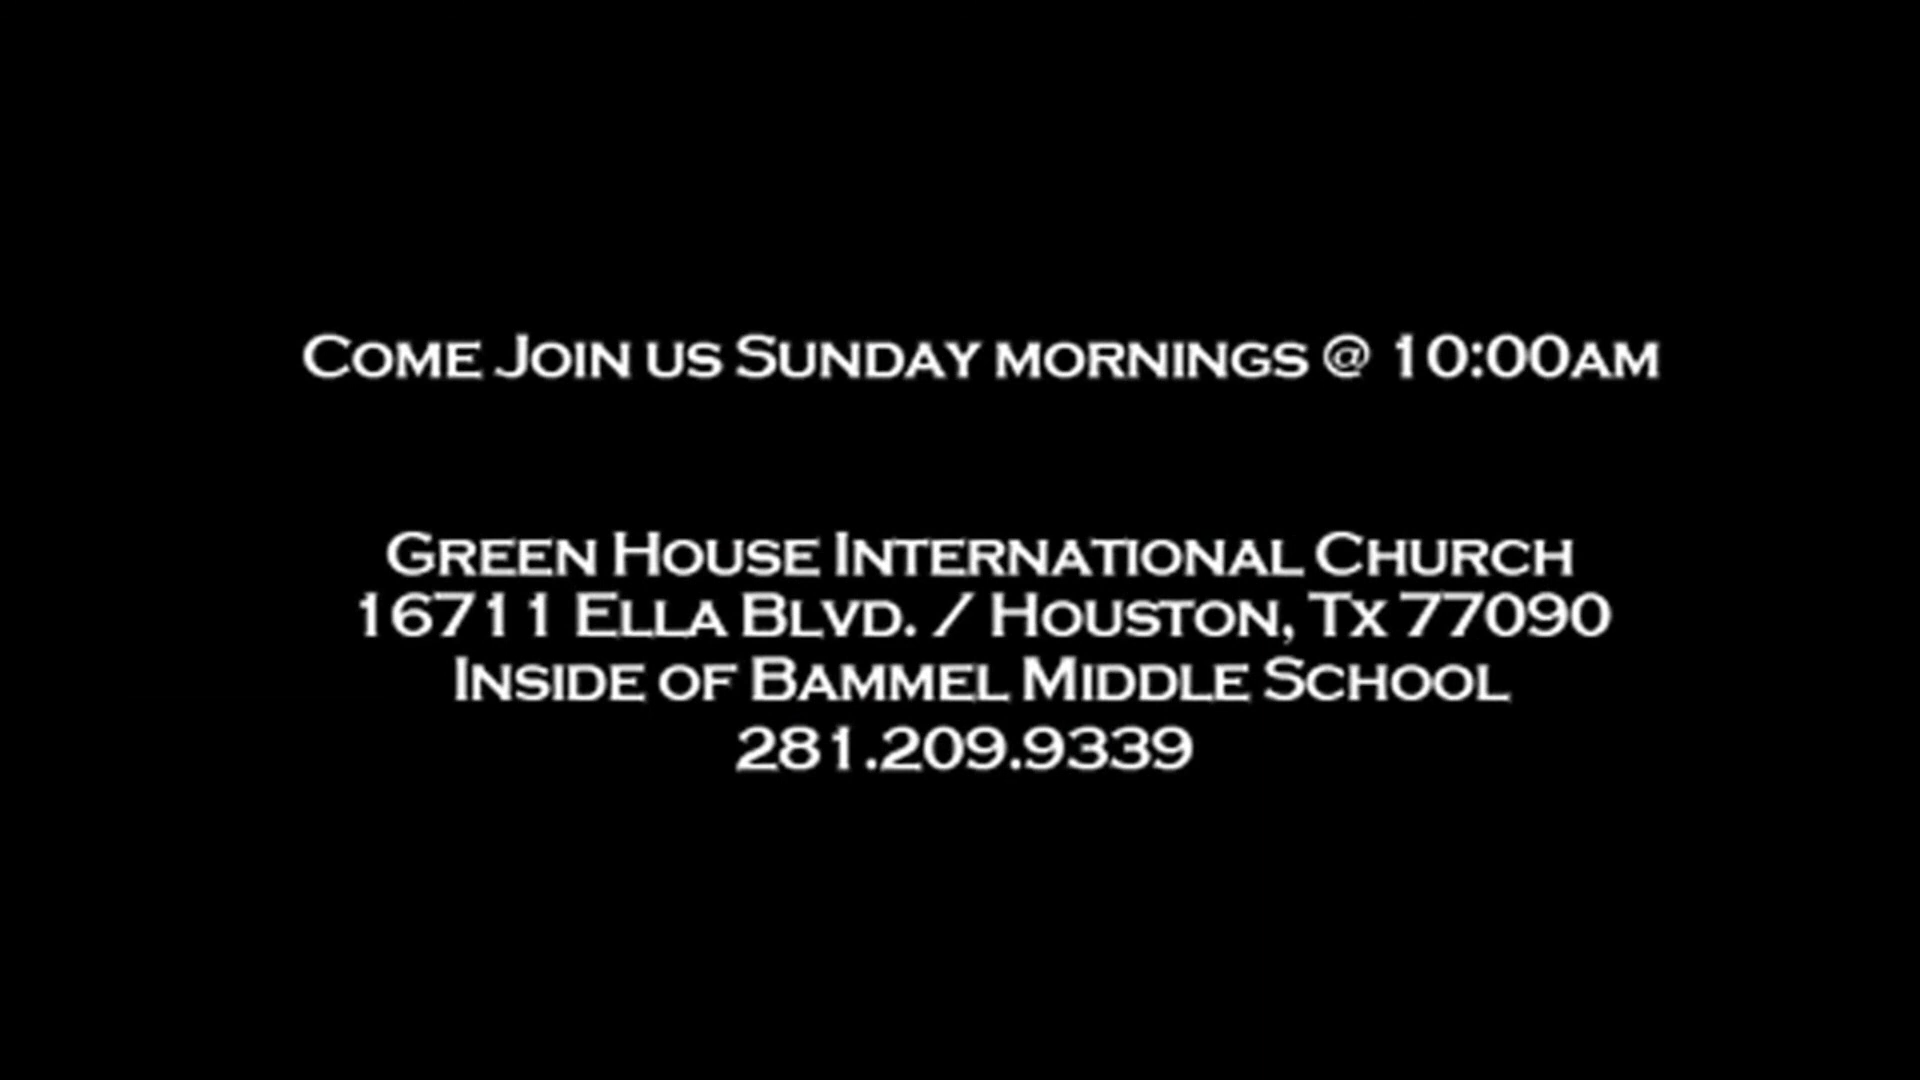 Come Join us Sunday mornings @ 10:00am
Green House International Church
16711 Ella Blvd. / Houston, Tx 77090
Inside of Bammel Middle School
281.209.9339